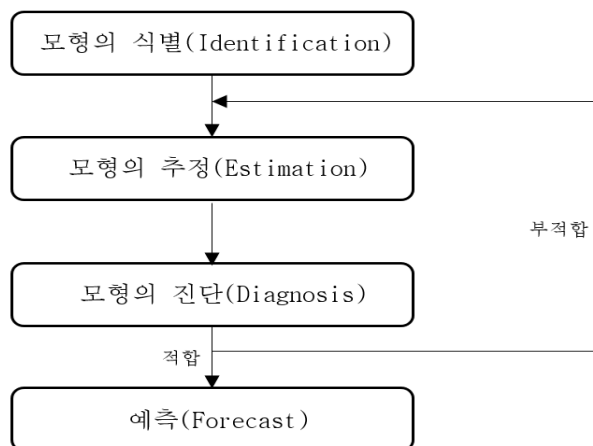 모형의 식별(Identification)
모형의 추정(Estimation)
부적합
모형의 진단(Diagnosis)
적합
예측(Forecast)